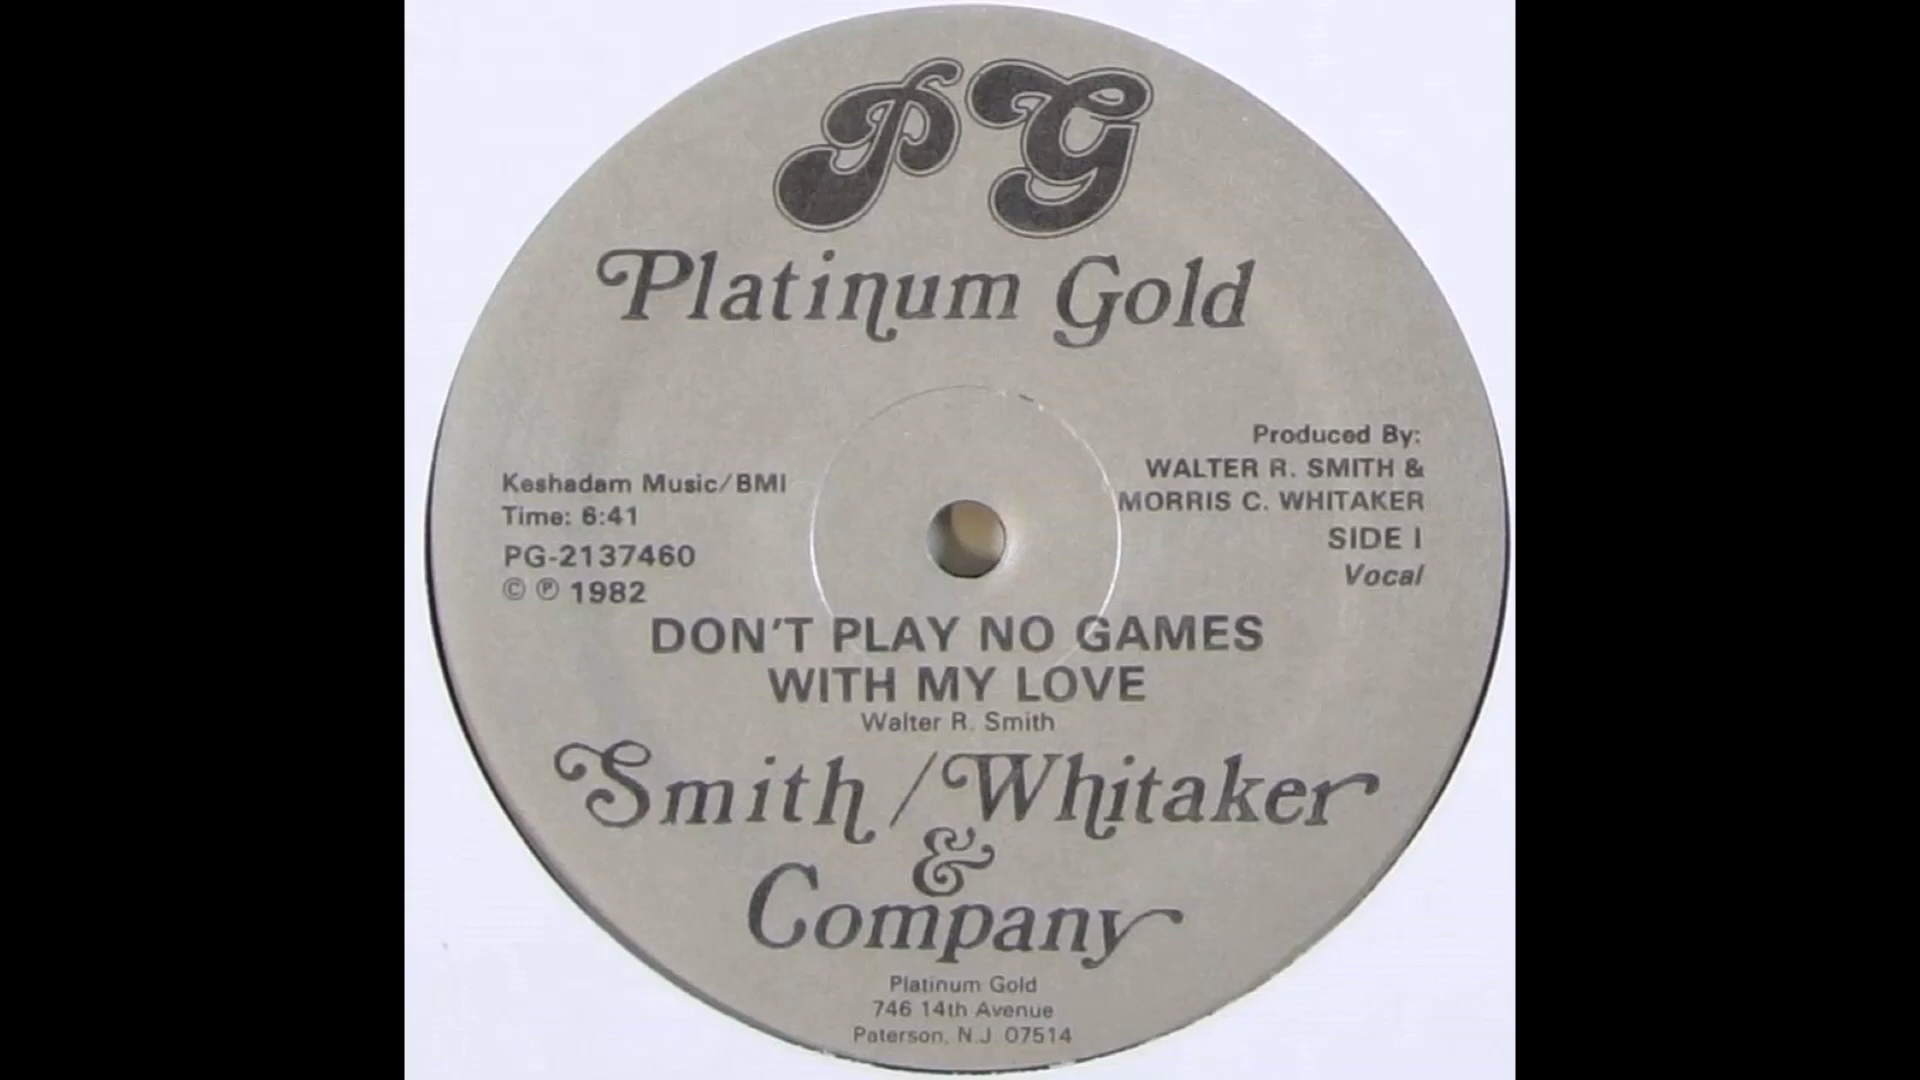 PG
Platinum Gold
Produced By:
WALTER R. SMITH &
MORRIS C. WHITAKER
SIDE I
Vocal
Keshadam Music/BMI
Time: 6:41
PG-2137460
© ℗ 1982
DON'T PLAY NO GAMES
WITH MY LOVE
Walter R. Smith
Smith/Whitaker
&
Company
Platinum Gold
746 14th Avenue
Paterson, N.J. 07514